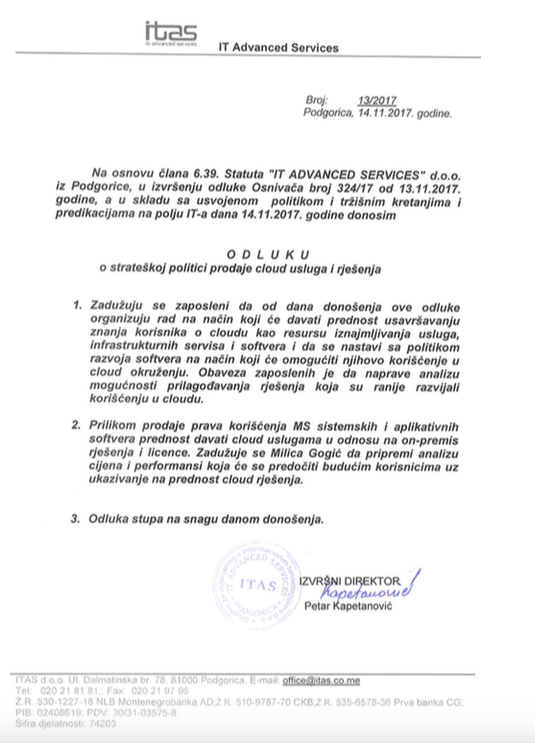 itas
IT advanced services
IT Advanced Services
Broj: 13/2017
Podgorica, 14.11.2017. godine.
Na osnovu člana 6.39. Statuta "IT ADVANCED SERVICES" d.o.o.
iz Podgorice, u izvršenju odluke Osnivača broj 324/17 od 13.11.2017.
godine, a u skladu sa usvojenom politikom i tržišnim kretanjima i
predikacijama na polju IT-a dana 14.11.2017. godine donosim
O D L U K U
o strateškoj politici prodaje cloud usluga i rješenja
1. Zadužuju se zaposleni da od dana donošenja ove odluke
organizuju rad na način koji će davati prednost usavršavanju
znanja korisnika o cloudu kao resursu iznajmljivanja usluga,
infrastrukturnih servisa i softvera i da se nastavi sa politikom
razvoja softvera na način koji će omogućiti njihovo korišćenje u
cloud okruženju. Obaveza zaposlenih je da naprave analizu
mogućnosti prilagođavanja rješenja koja su ranije razvijali
korišćenju u cloudu.
2. Prilikom prodaje prava korišćenja MS sistemskih i aplikativnih
softvera prednost davati cloud uslugama u odnosu na on-premis
rješenja i licence. Zadužuje se Milica Gogić da pripremi analizu
cijena i performansi koja će se predočiti budućim korisnicima uz
ukazivanje na prednost cloud rješenja.
3. Odluka stupa na snagu danom donošenja.
IT ADVANCED SERVICES
ITAS
PODGORICA
IZVRŠNI DIREKTOR
Kapetanović
Petar Kapetanović
ITAS d.o.o. Ul. Dalmatinska br. 78, 81000 Podgorica. E-mail: office@itas.co.me
Tel: 020 21 81 81;. Fax: 020 21 97 96
Ž.R. 530-1227-18 NLB Montenegrobanka AD;Ž R. 510-9787-70 CKB;Ž R. 535-6578-36 Prva banka CG;
PIB: 02408619; PDV: 30/31-03575-8
Šifra djelatnosti: 74203